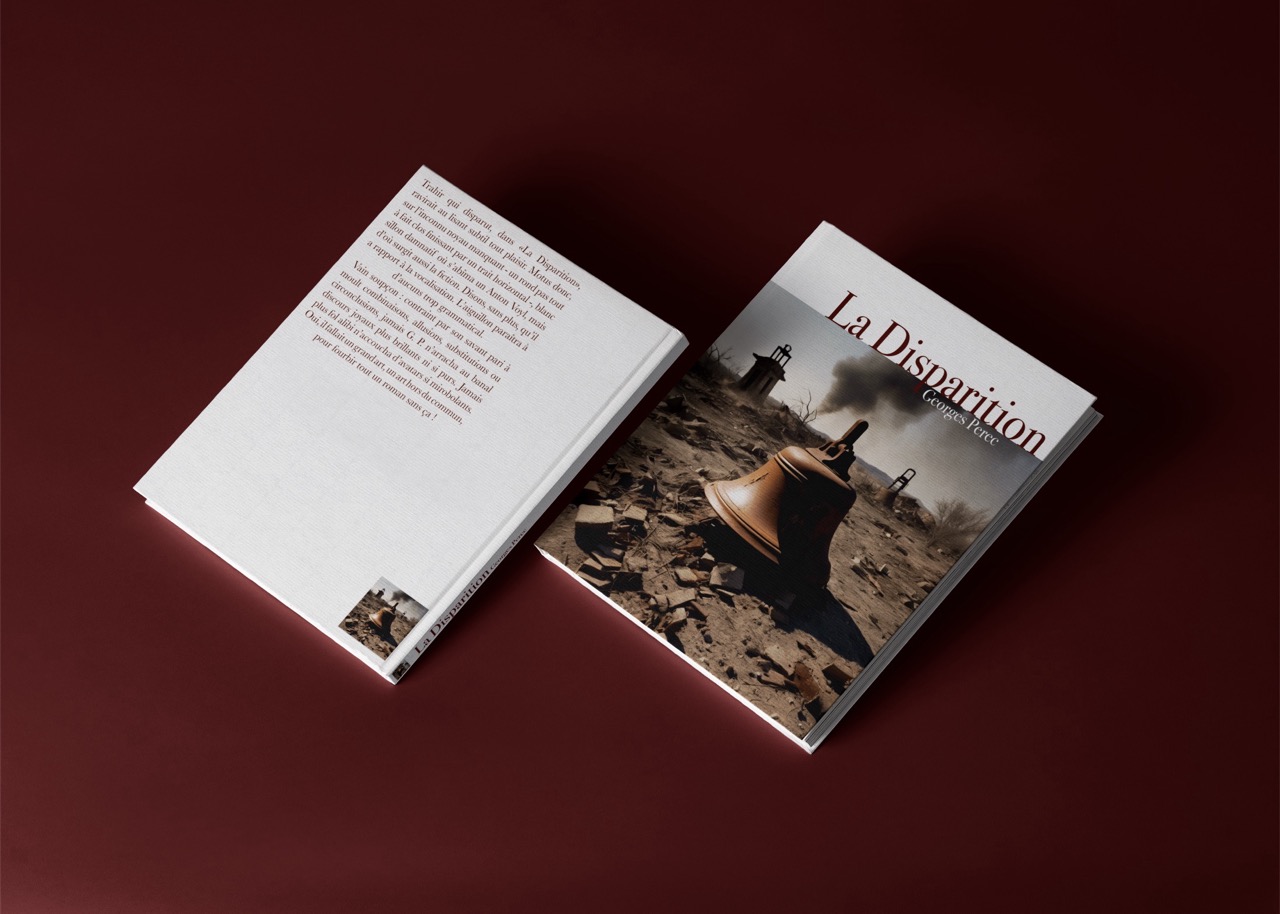 Trahir qui disparut, dans «La Disparition»,
ravirait au lisant subtil tout plaisir. Motus donc,
sur l'inconnu noyau manquant - un rond pas tout
à fait clos finissant par un trait horizontal -, blanc
sillon damnatif où s'abîma un Anton Voyl, mais
d'où surgit aussi la fiction. Disons, sans plus, qu'il
a rapport à la vocalisation. L'aiguillon paraîtra à
d'aucuns trop grammatical.
Vain soupçon : contraint par son savant pari à
moult combinaisons, allusions, substitutions ou
circonclusions, jamais G. P. n'arracha au banal
discours joyaux plus brillants ni si purs. Jamais
plus fol alibi n'accoucha d'avatars si mirobolants.
Oui, il fallait un grand art, un art hors du commun,
pour fourbir tout un roman sans ça !
La Disparition Georges Perec
La Disparition
Georges Perec